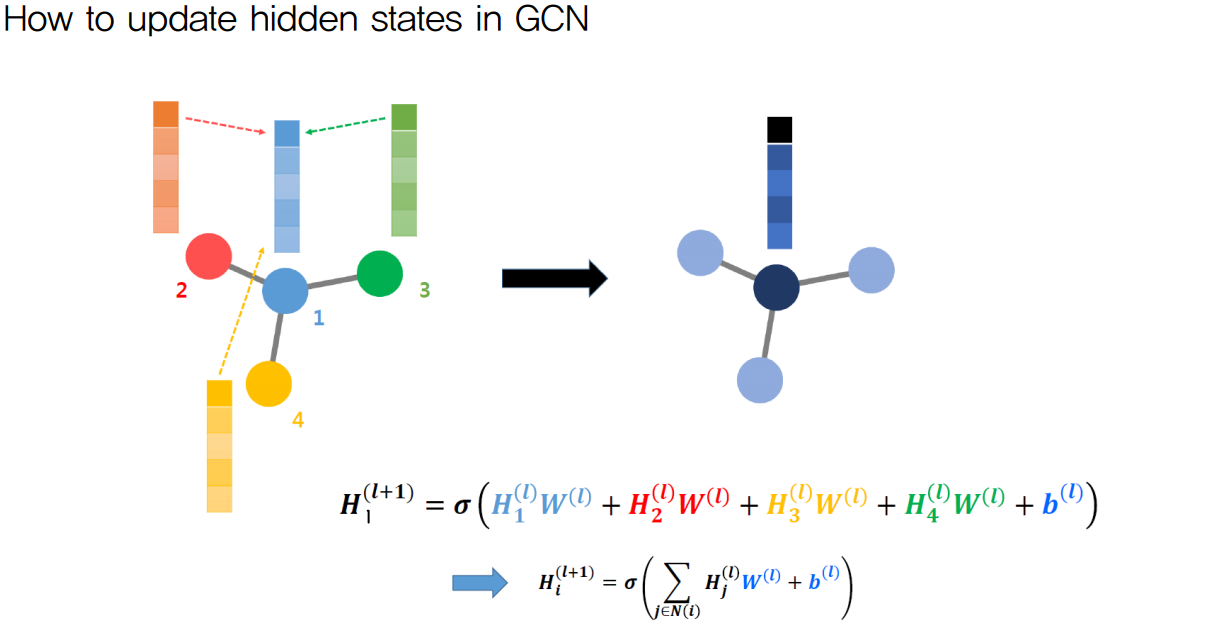 How to update hidden states in GCN
2
3
1
4
H_1^{(l+1)} = σ(H_1^{(l)}W^{(l)} + H_2^{(l)}W^{(l)} + H_3^{(l)}W^{(l)} + H_4^{(l)}W^{(l)} + b^{(l)})
H_i^{(l+1)} = σ(∑_{j∈N(i)} H_j^{(l)}W^{(l)} + b^{(l)})